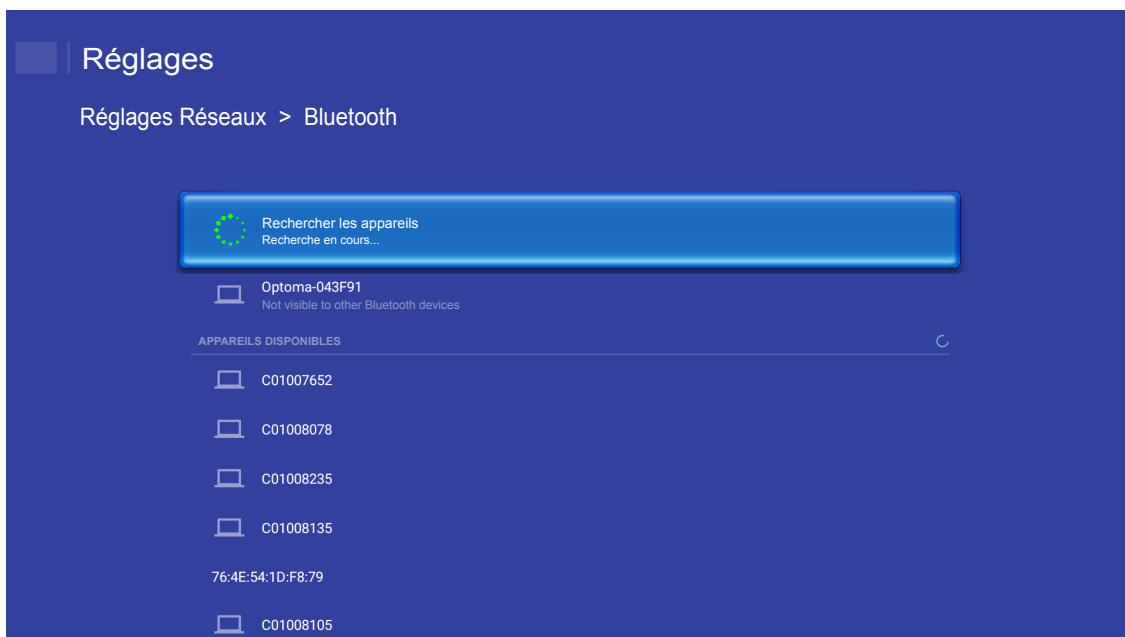 Réglages
Réglages Réseaux > Bluetooth
Rechercher les appareils
Recherche en cours...
Optoma-043F91
Not visible to other Bluetooth devices
APPAREILS DISPONIBLES
C01007652
C01008078
C01008235
C01008135
76:4E:54:1D:F8:79
C01008105